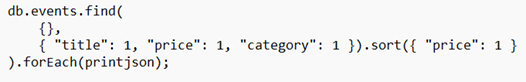 db.events.find(
    {},
    { "title": 1, "price": 1, "category": 1 }).sort({ "price": 1 }
).forEach(printjson);